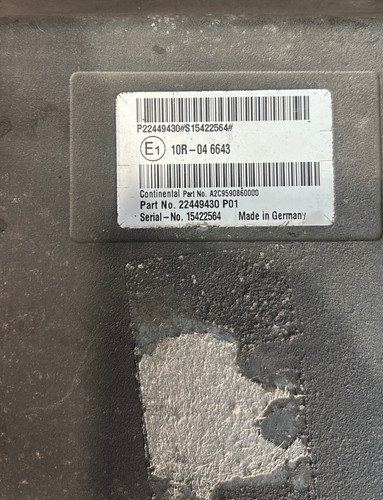 P22449430#S15422564#
E1 10R-04 6643
Continental Part No. A2C9590860000
Part No. 22449430 P01
Serial-No. 15422564 Made in Germany